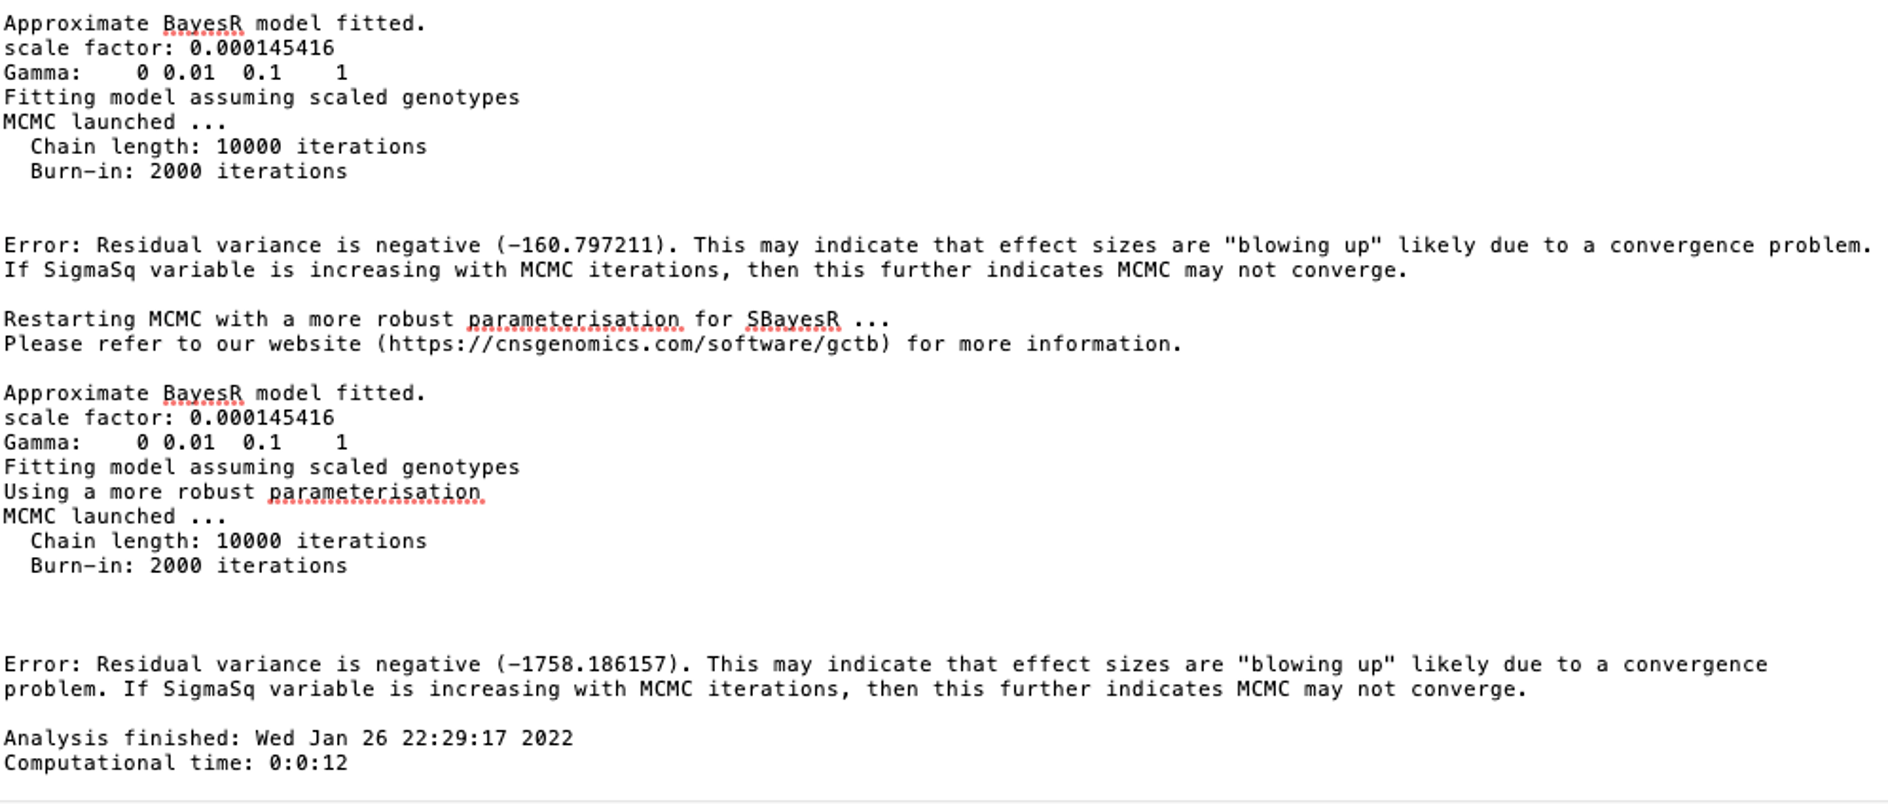 Approximate BayesR model fitted.
scale factor: 0.000145416
Gamma:    0 0.01  0.1    1
Fitting model assuming scaled genotypes
MCMC launched ...
  Chain length: 10000 iterations
  Burn-in: 2000 iterations
Error: Residual variance is negative (-160.797211). This may indicate that effect sizes are "blowing up" likely due to a convergence problem.
If SigmaSq variable is increasing with MCMC iterations, then this further indicates MCMC may not converge.
Restarting MCMC with a more robust parameterisation for SBayesR ...
Please refer to our website (https://cnsgenomics.com/software/gctb) for more information.
Approximate BayesR model fitted.
scale factor: 0.000145416
Gamma:    0 0.01  0.1    1
Fitting model assuming scaled genotypes
Using a more robust parameterisation
MCMC launched ...
  Chain length: 10000 iterations
  Burn-in: 2000 iterations
Error: Residual variance is negative (-1758.186157). This may indicate that effect sizes are "blowing up" likely due to a convergence
problem. If SigmaSq variable is increasing with MCMC iterations, then this further indicates MCMC may not converge.
Analysis finished: Wed Jan 26 22:29:17 2022
Computational time: 0:0:12